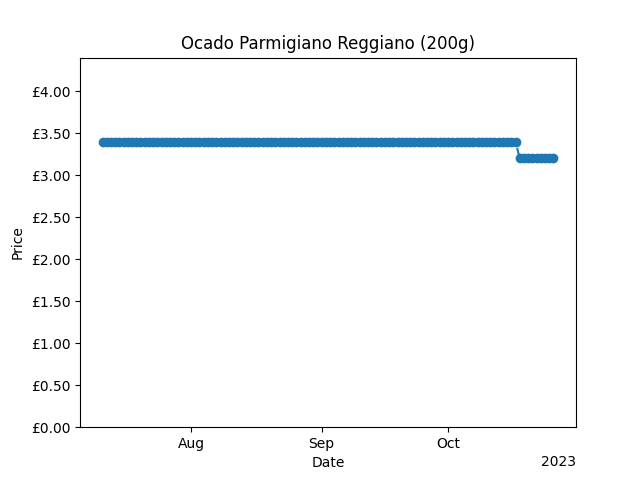 Ocado Parmigiano Reggiano (200g)
£4.00
£3.50
£3.00
£2.50
£2.00
£1.50
£1.00
£0.50
£0.00
Price
Aug Sep Oct
Date
2023